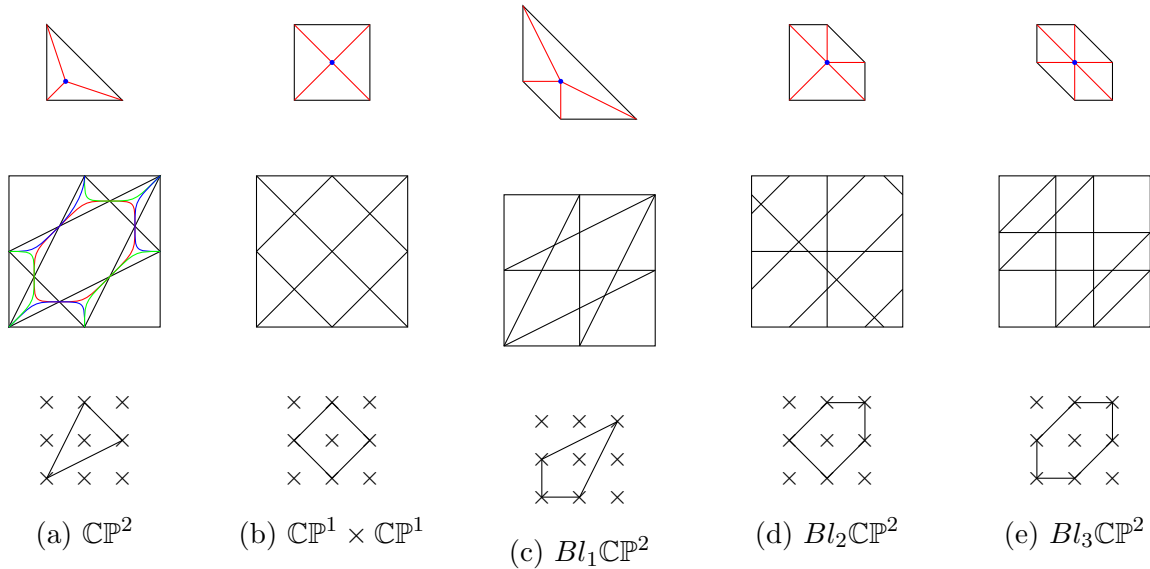 (a) ℂℙ²
(b) ℂℙ¹ × ℂℙ¹
(c) Bl₁ℂℙ²
(d) Bl₂ℂℙ²
(e) Bl₃ℂℙ²